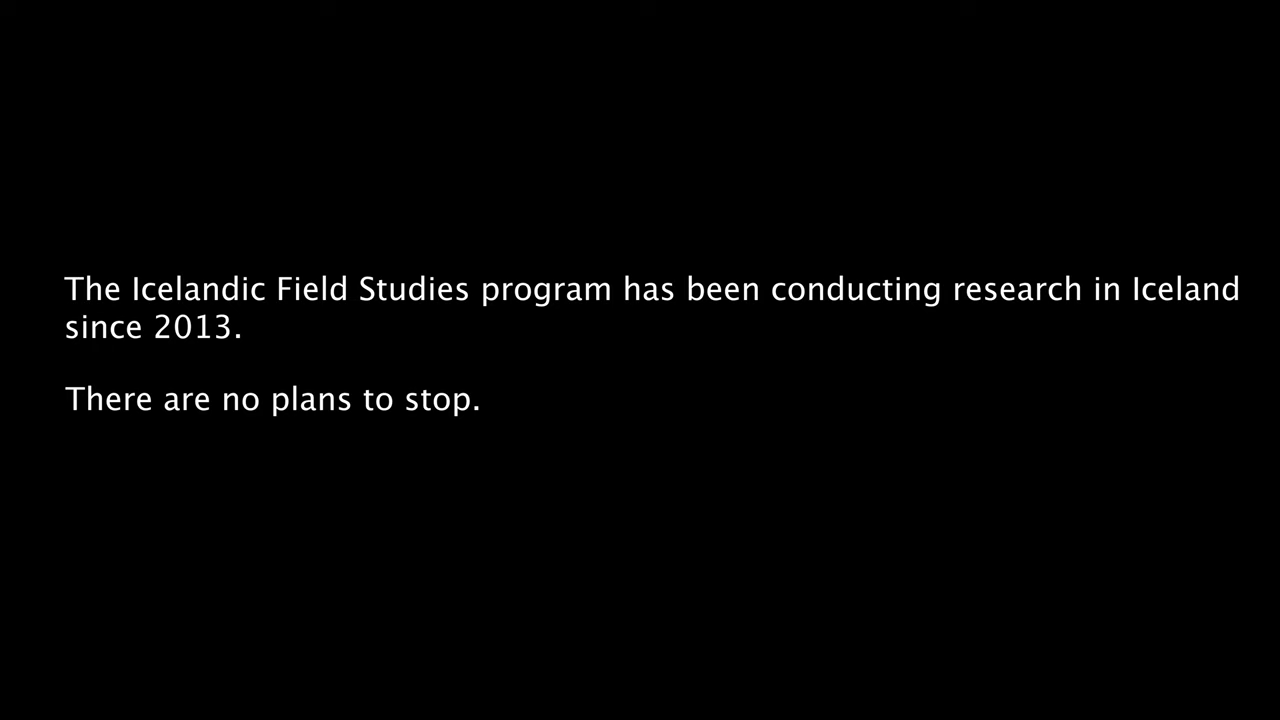 The Icelandic Field Studies program has been conducting research in Iceland
since 2013.
There are no plans to stop.